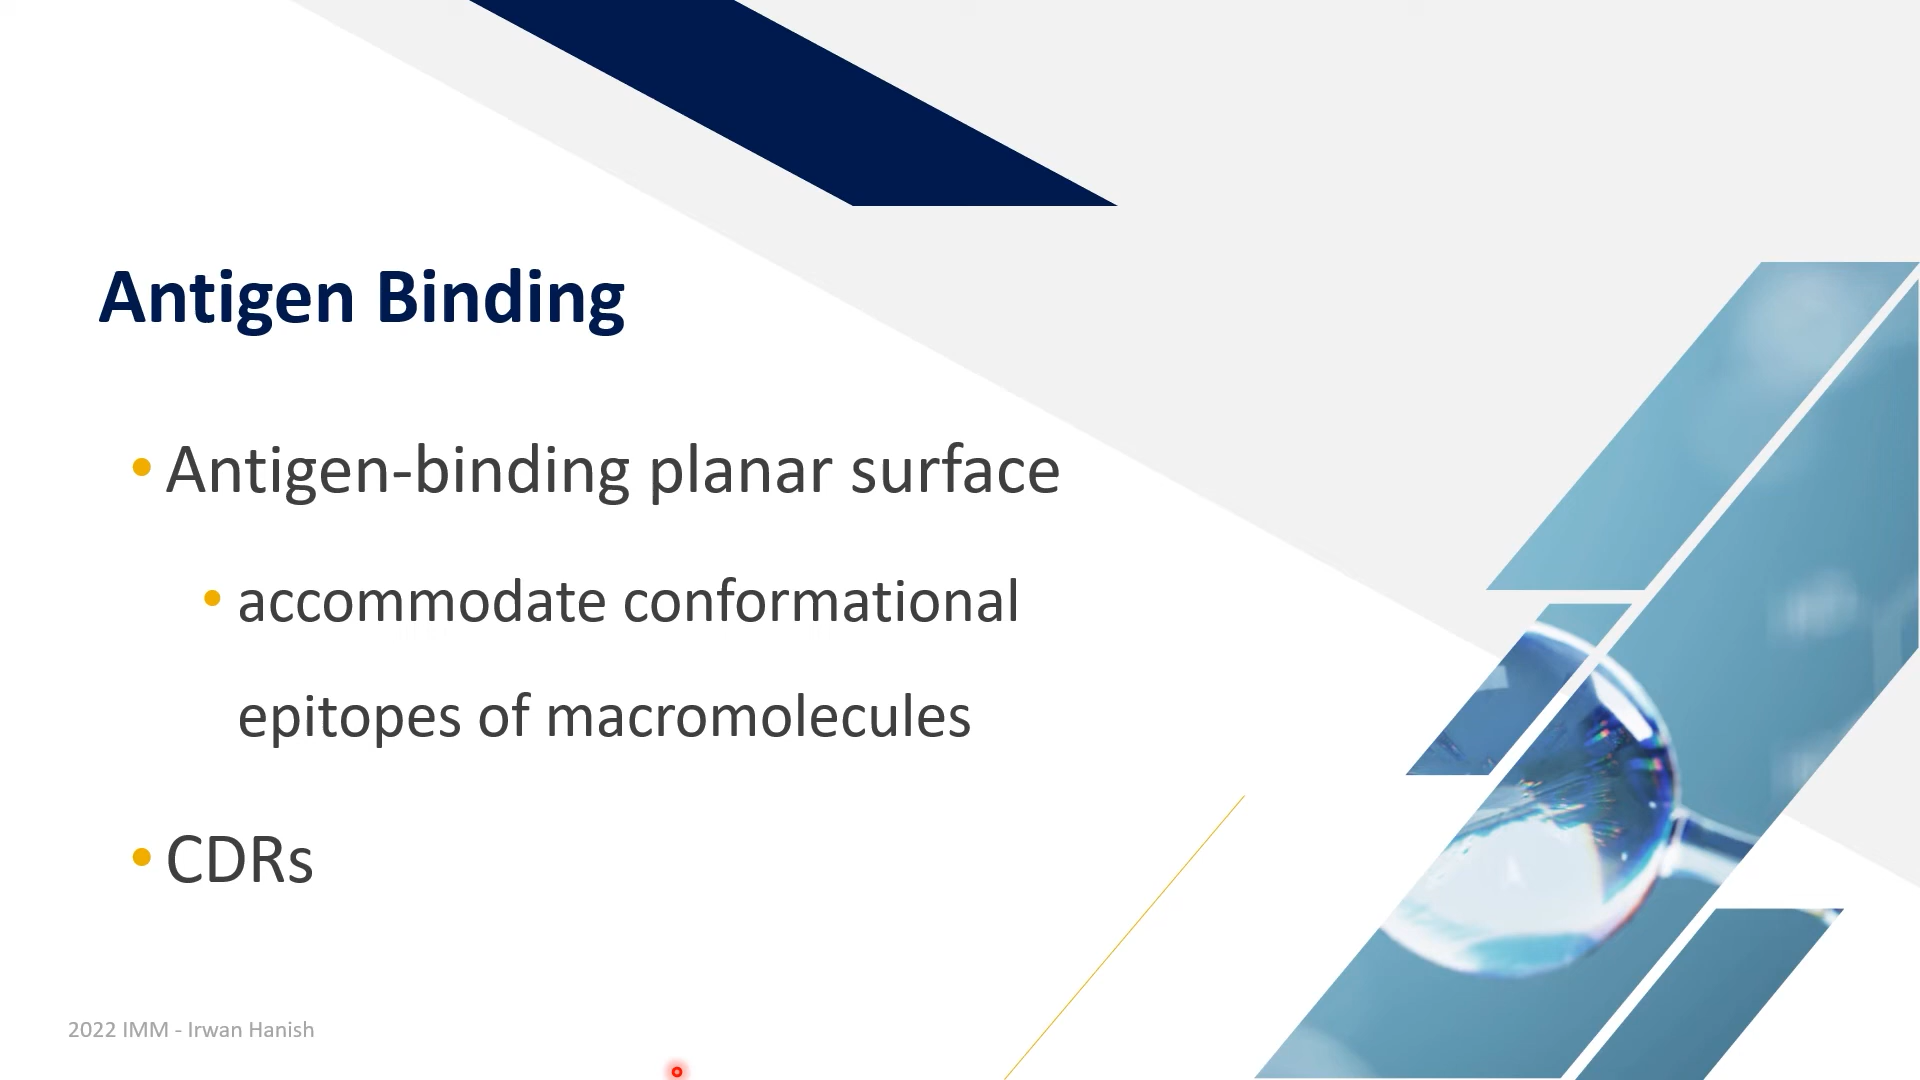 Antigen Binding
• Antigen-binding planar surface
• accommodate conformational
epitopes of macromolecules
• CDRs
2022 IMM - Irwan Hanish